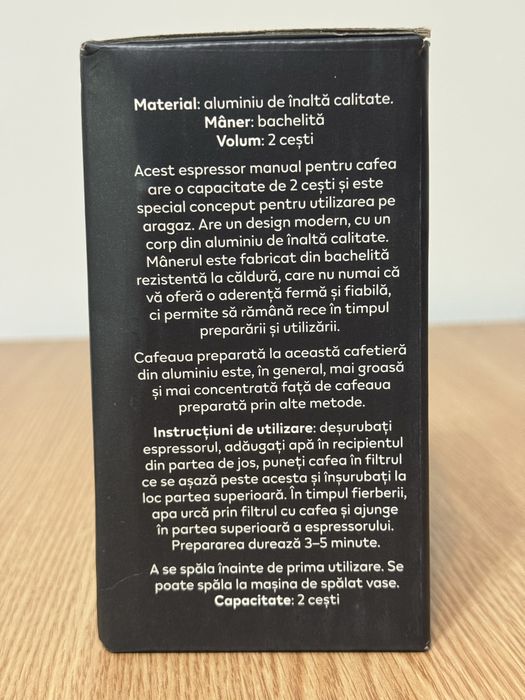 Material: aluminiu de înaltă calitate.
Mâner: bachelită
Volum: 2 cești
Acest espressor manual pentru cafea
are o capacitate de 2 cești și este
special conceput pentru utilizarea pe
aragaz. Are un design modern, cu un
corp din aluminiu de înaltă calitate.
Mânerul este fabricat din bachelită
rezistentă la căldură, care nu numai că
vă oferă o aderență fermă și fiabilă,
ci permite să rămână rece în timpul
preparării și utilizării.
Cafeaua preparată la această cafetieră
din aluminiu este, în general, mai groasă
și mai concentrată față de cafeaua
preparată prin alte metode.
Instrucțiuni de utilizare: deșurubați
espressorul, adăugați apă în recipientul
din partea de jos, puneți cafea în filtrul
ce se așază peste acesta și înșurubați la
loc partea superioară. În timpul fierberii,
apa urcă prin filtrul cu cafea și ajunge
în partea superioară a espressorului.
Prepararea durează 3–5 minute.
A se spăla înainte de prima utilizare. Se
poate spăla la mașina de spălat vase.
Capacitate: 2 cești